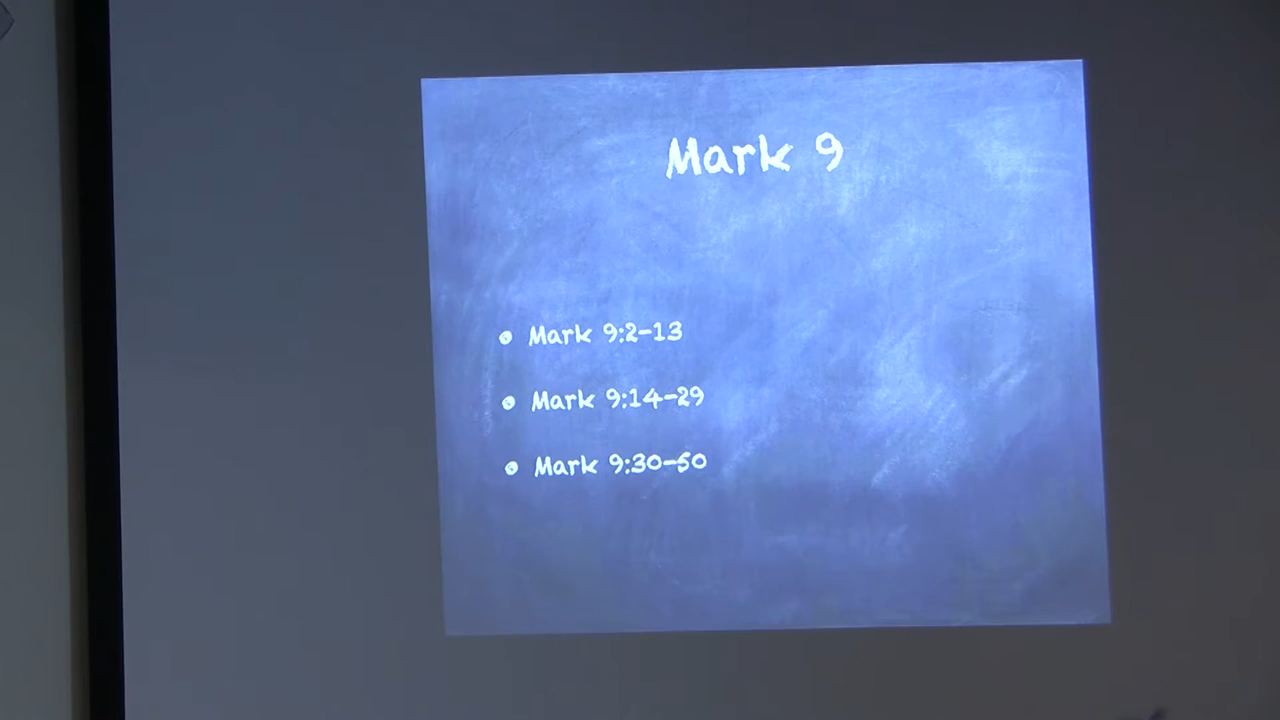 Mark 9
• Mark 9:2-13
• Mark 9:14-29
• Mark 9:30-50